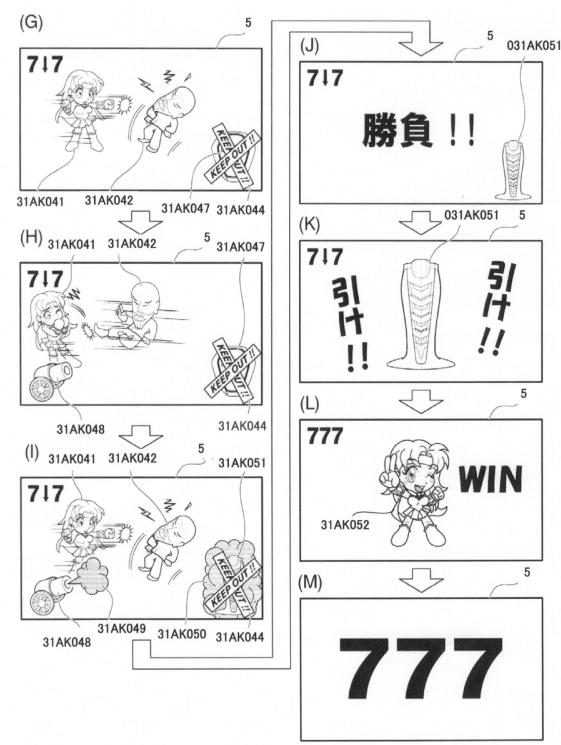 (G)
5
7↓7
KEEP OUT!!
KEEP OUT!!
31AK041
31AK042
31AK047
31AK044
(H)
31AK041
31AK042
5
31AK047
7↓7
KEEP OUT!!
KEEP OUT!!
31AK048
31AK044
(I)
31AK041
31AK042
5
31AK051
7↓7
KEEP OUT!!
KEEP OUT!!
31AK048
31AK049
31AK050
31AK044
(J)
5
031AK051
7↓7
勝負!!
(K)
031AK051
5
7↓7
引け!!
引け!!
(L)
5
777
WIN
31AK052
(M)
5
777